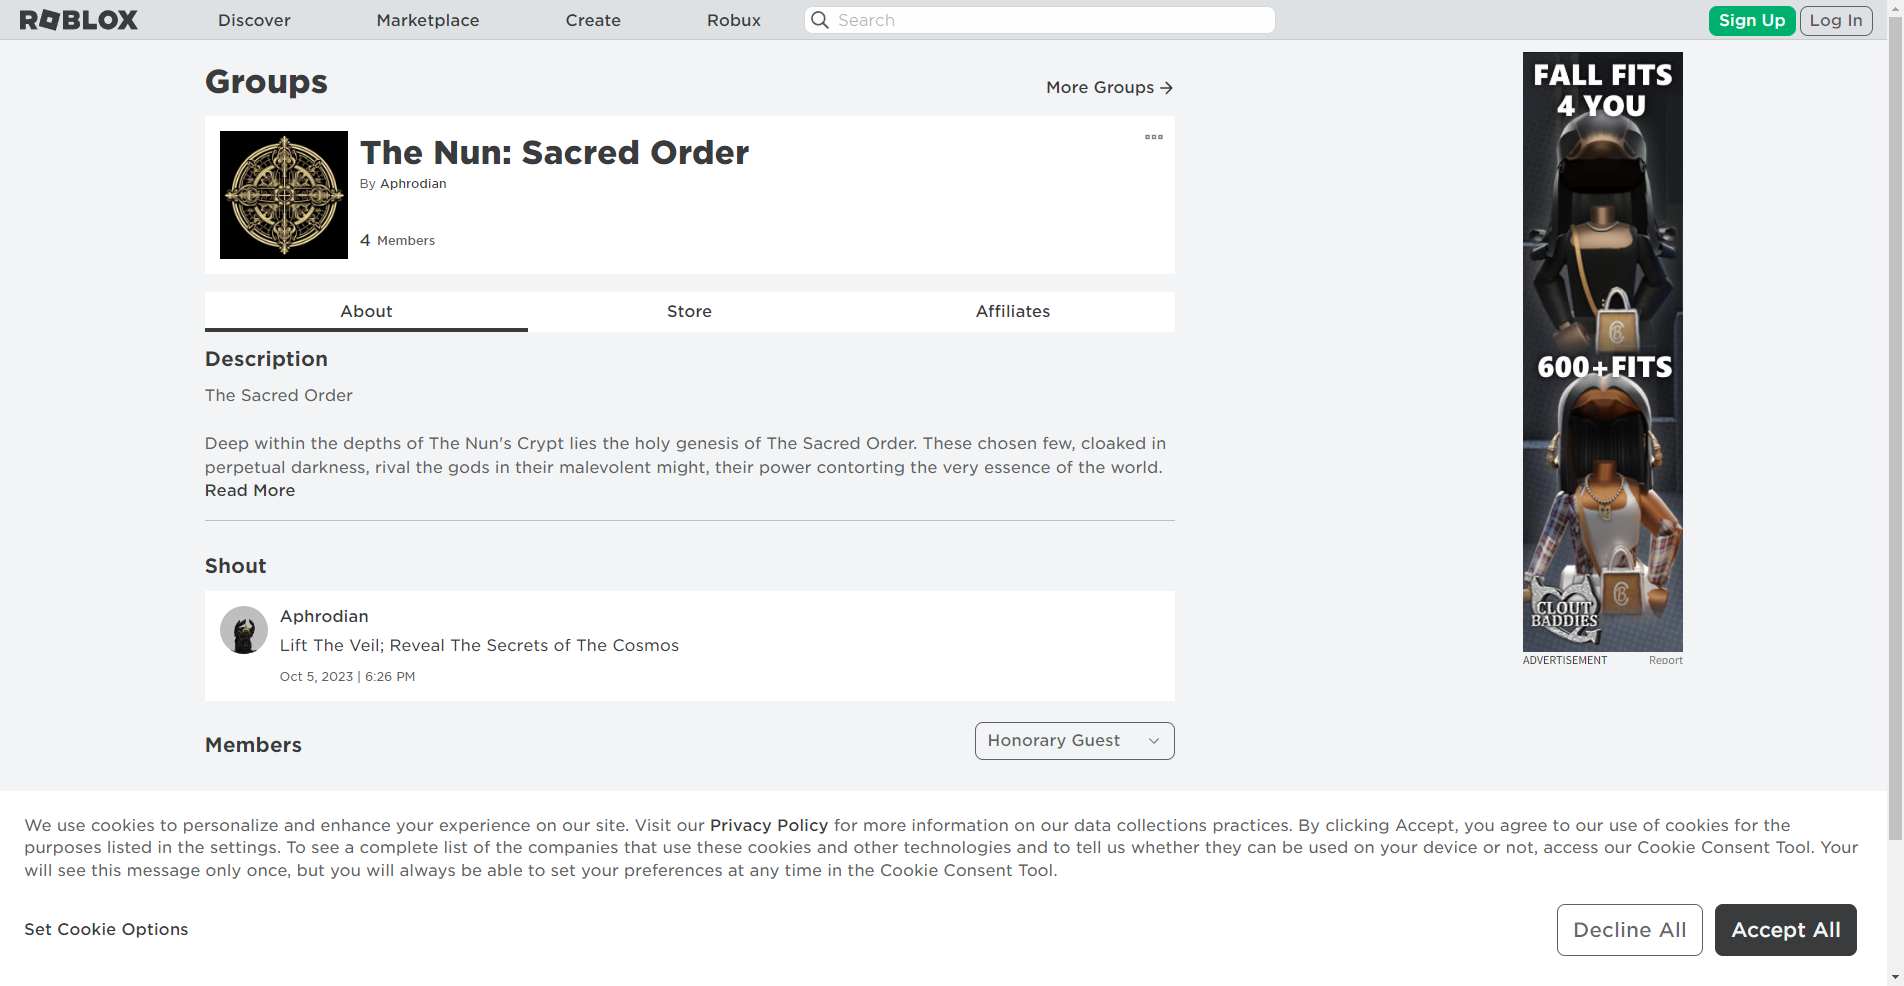 ROBLOX
Discover
Marketplace
Create
Robux
Search
Sign Up
Log In
Groups
More Groups
The Nun: Sacred Order
By Aphrodian
4 Members
About
Store
Affiliates
Description
The Sacred Order
Deep within the depths of The Nun's Crypt lies the holy genesis of The Sacred Order. These chosen few, cloaked in
perpetual darkness, rival the gods in their malevolent might, their power contorting the very essence of the world.
Read More
Shout
Aphrodian
Lift The Veil; Reveal The Secrets of The Cosmos
Oct 5, 2023 | 6:26 PM
Members
Honorary Guest
FALL FITS
4 YOU
600+FITS
CLOUT
BADDIES
ADVERTISEMENT
Report
We use cookies to personalize and enhance your experience on our site. Visit our Privacy Policy for more information on our data collections practices. By clicking Accept, you agree to our use of cookies for the
purposes listed in the settings. To see a complete list of the companies that use these cookies and other technologies and to tell us whether they can be used on your device or not, access our Cookie Consent Tool. Your
will see this message only once, but you will always be able to set your preferences at any time in the Cookie Consent Tool.
Set Cookie Options
Decline All
Accept All